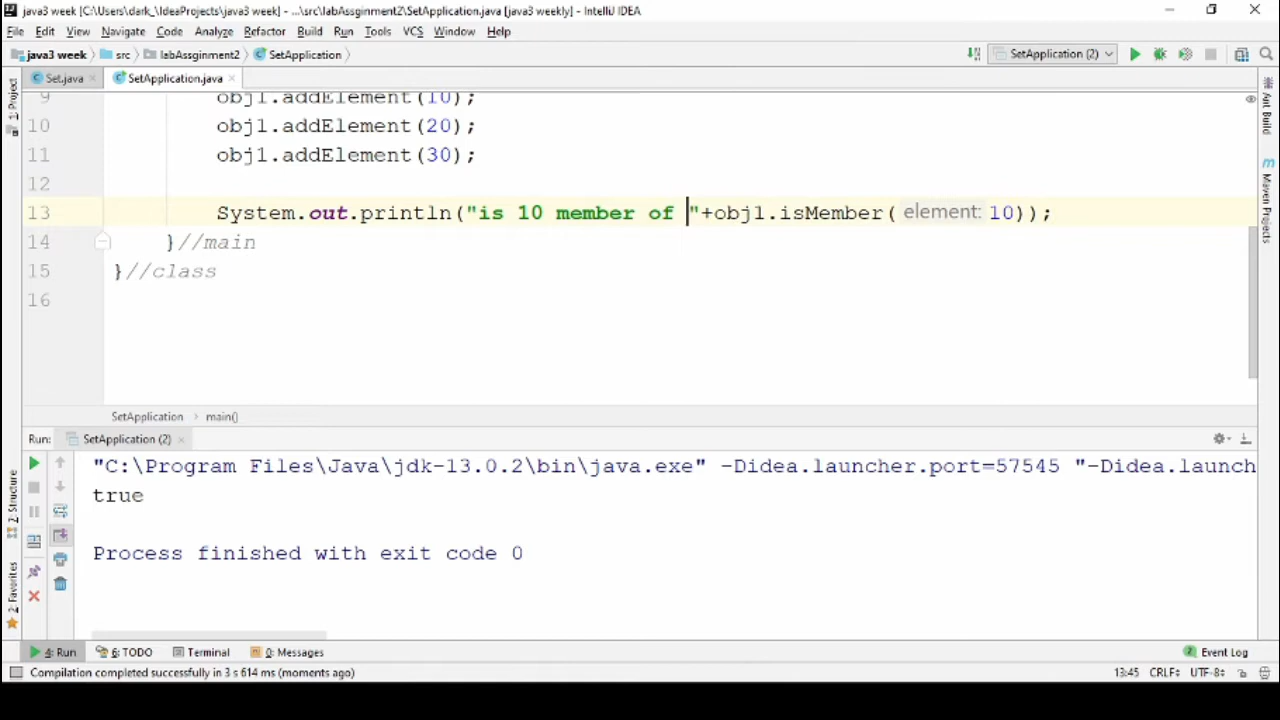 java3 week [C:\Users\dark_\IdeaProjects\java3 week] - ...\src\labAssginment2\SetApplication.java [java3 weekly] - IntelliJ IDEA
File Edit View Navigate Code Analyze Refactor Build Run Tools VCS Window Help
java3 week src labAssginment2 SetApplication SetApplication (2)
Set.java SetApplication.java
1: Project
Ant Build
Maven Projects
9 obj1.addElement(10);
10 obj1.addElement(20);
11 obj1.addElement(30);
12
13 System.out.println("is 10 member of "+obj1.isMember( element: 10));
14 }//main
15 }//class
16
SetApplication main()
Run: SetApplication (2)
"C:\Program Files\Java\jdk-13.0.2\bin\java.exe" -Didea.launcher.port=57545 "-Didea.launch
true
Process finished with exit code 0
7: Structure
2: Favorites
4: Run 6: TODO Terminal 0: Messages Event Log
Compilation completed successfully in 3 s 614 ms (moments ago) 13:45 CRLF UTF-8